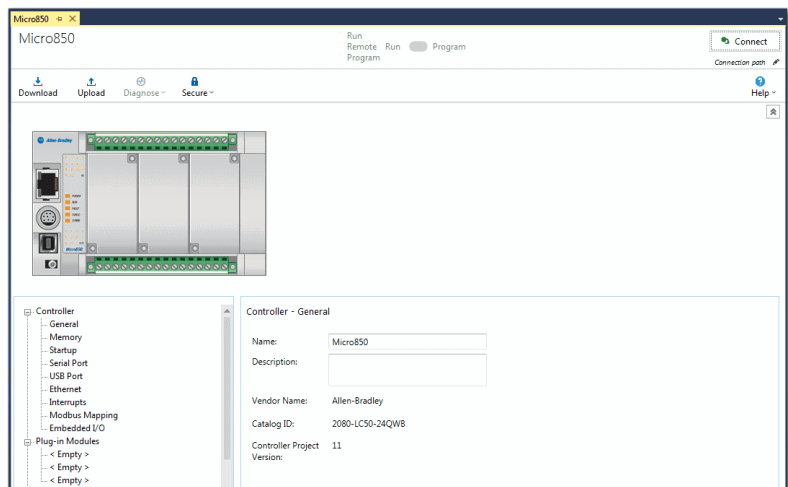 Micro850
Micro850
Run
Remote Run Program
Program
Connect
Connection path
Download Upload Diagnose Secure
Help
Allen-Bradley
Micro850
Controller
General
Memory
Startup
Serial Port
USB Port
Ethernet
Interrupts
Modbus Mapping
Embedded I/O
Plug-in Modules
< Empty >
< Empty >
< Empty >
Controller - General
Name: Micro850
Description:
Vendor Name: Allen-Bradley
Catalog ID: 2080-LC50-24QWB
Controller Project 11
Version: